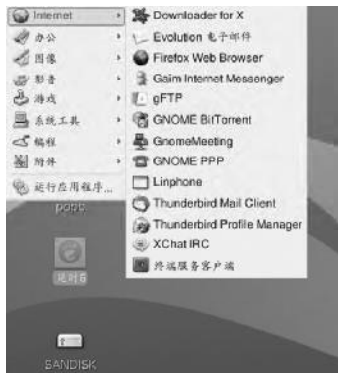 Internet
办公
图像
影音
游戏
系统工具
编程
附件
运行应用程序...
Downloader for X
Evolution 电子邮件
Firefox Web Browser
Gaim Internet Messenger
gFTP
GNOME BitTorrent
GnomeMeeting
GNOME PPP
Linphone
Thunderbird Mail Client
Thunderbird Profile Manager
XChat IRC
终端服务客户端
SANDISK